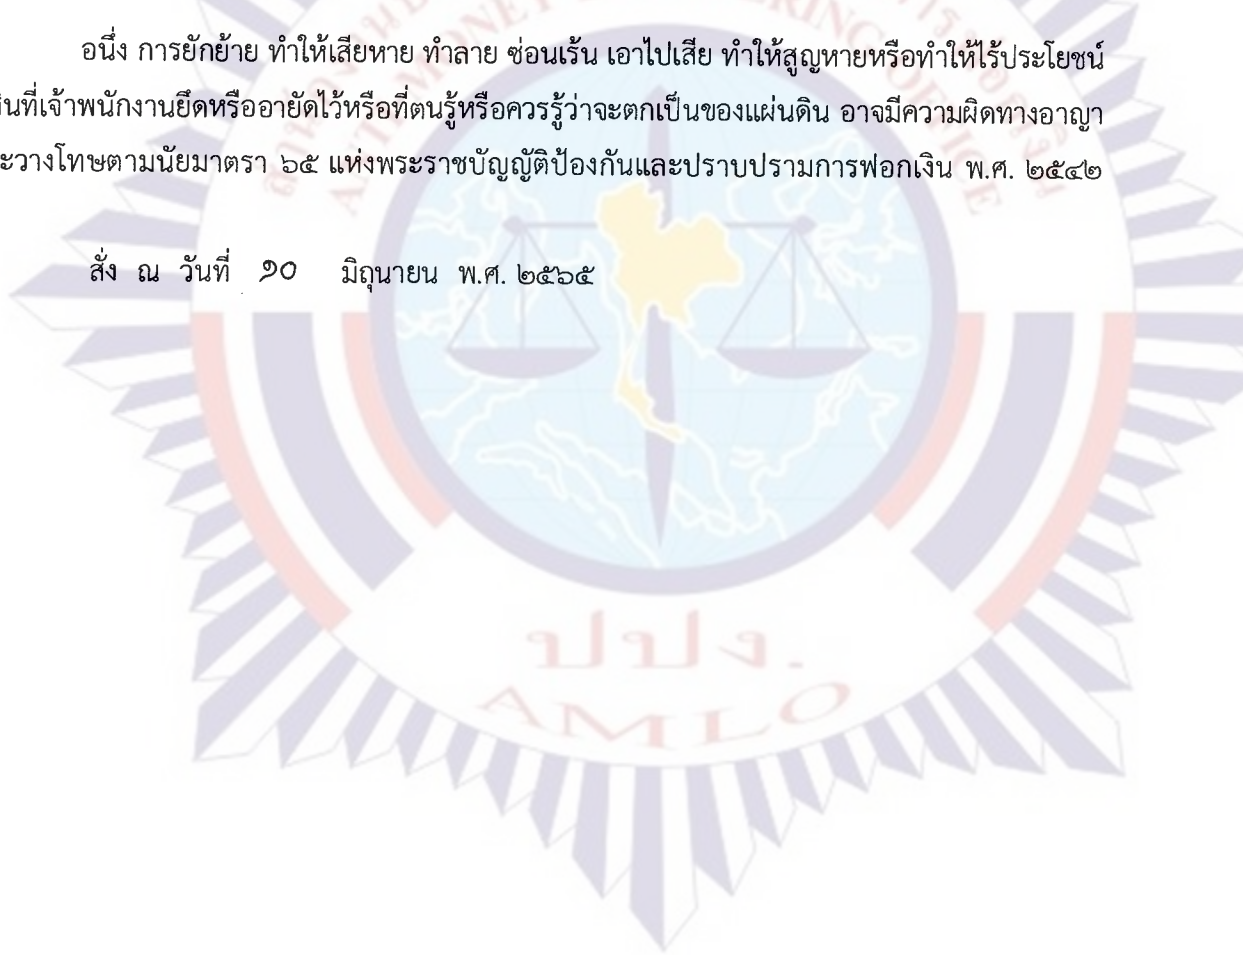 อนึ่ง การยักย้าย ทำให้เสียหาย ทำลาย ซ่อนเร้น เอาไปเสีย ทำให้สูญหายหรือทำให้ไร้ประโยชน์
ที่เจ้าพนักงานยึดหรืออายัดไว้หรือที่ตนรู้หรือควรรู้ว่าจะตกเป็นของแผ่นดิน อาจมีความผิดทางอาญา
ะวางโทษตามนัยมาตรา ๖๕ แห่งพระราชบัญญัติป้องกันและปราบปรามการฟอกเงิน พ.ศ. ๒๕๔๒
สั่ง ณ วันที่ ๑๐ มิถุนายน พ.ศ. ๒๕๖๕
ปปง.
AMLO